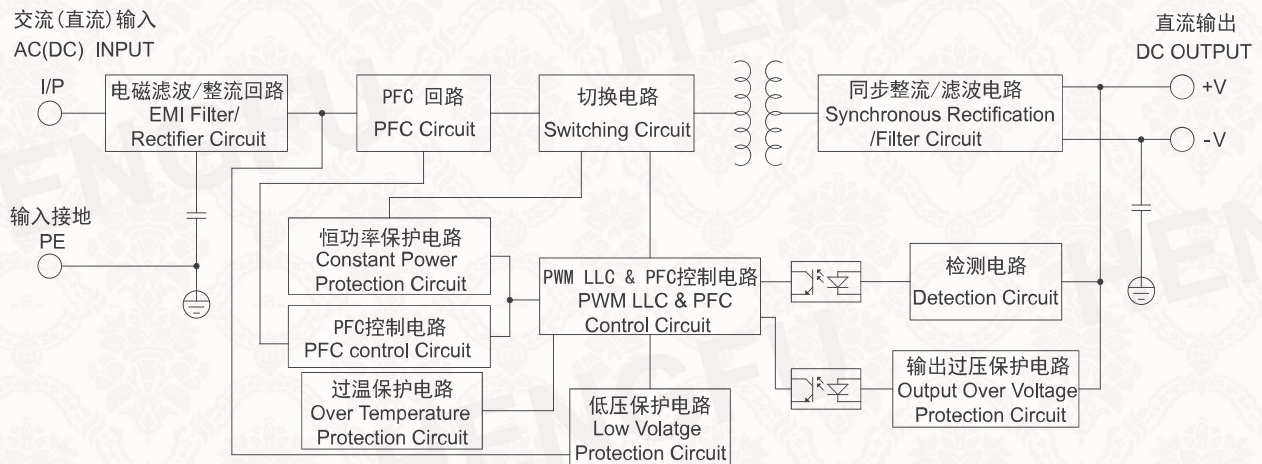 交流(直流)输入
AC(DC) INPUT
I/P
电磁滤波/整流回路
EMI Filter/
Rectifier Circuit
PFC 回路
PFC Circuit
切换电路
Switching Circuit
同步整流/滤波电路
Synchronous Rectification
/Filter Circuit
直流输出
DC OUTPUT
+V
-V
输入接地
PE
恒功率保护电路
Constant Power
Protection Circuit
PFC控制电路
PFC control Circuit
过温保护电路
Over Temperature
Protection Circuit
PWM LLC & PFC控制电路
PWM LLC & PFC
Control Circuit
低压保护电路
Low Volatge
Protection Circuit
检测电路
Detection Circuit
输出过压保护电路
Output Over Voltage
Protection Circuit
HENGFU
HENGFU
HENGFU
HENGFU